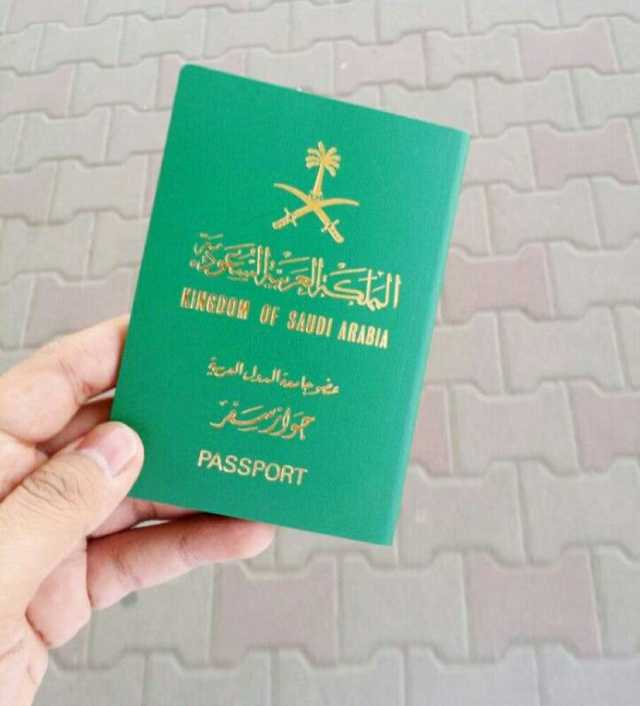 المملكة العربية السعودية
KINGDOM OF SAUDI ARABIA
عضو جامعة الدول العربية
جواز سفر
PASSPORT